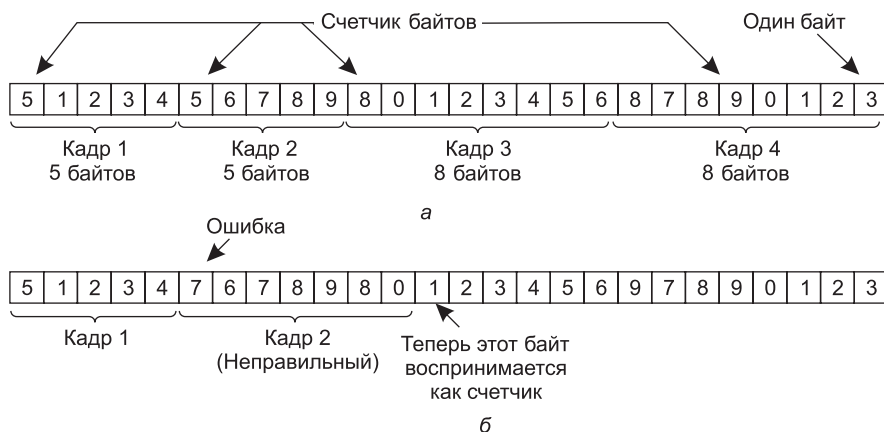 Счетчик байтов Один байт
5 1 2 3 4 5 6 7 8 9 8 0 1 2 3 4 5 6 8 7 8 9 0 1 2 3
Кадр 1 Кадр 2 Кадр 3 Кадр 4
5 байтов 5 байтов 8 байтов 8 байтов
а
Ошибка
5 1 2 3 4 7 6 7 8 9 8 0 1 2 3 4 5 6 9 7 8 9 0 1 2 3
Кадр 1 Кадр 2
(Неправильный)
Теперь этот байт
воспринимается
как счетчик
б